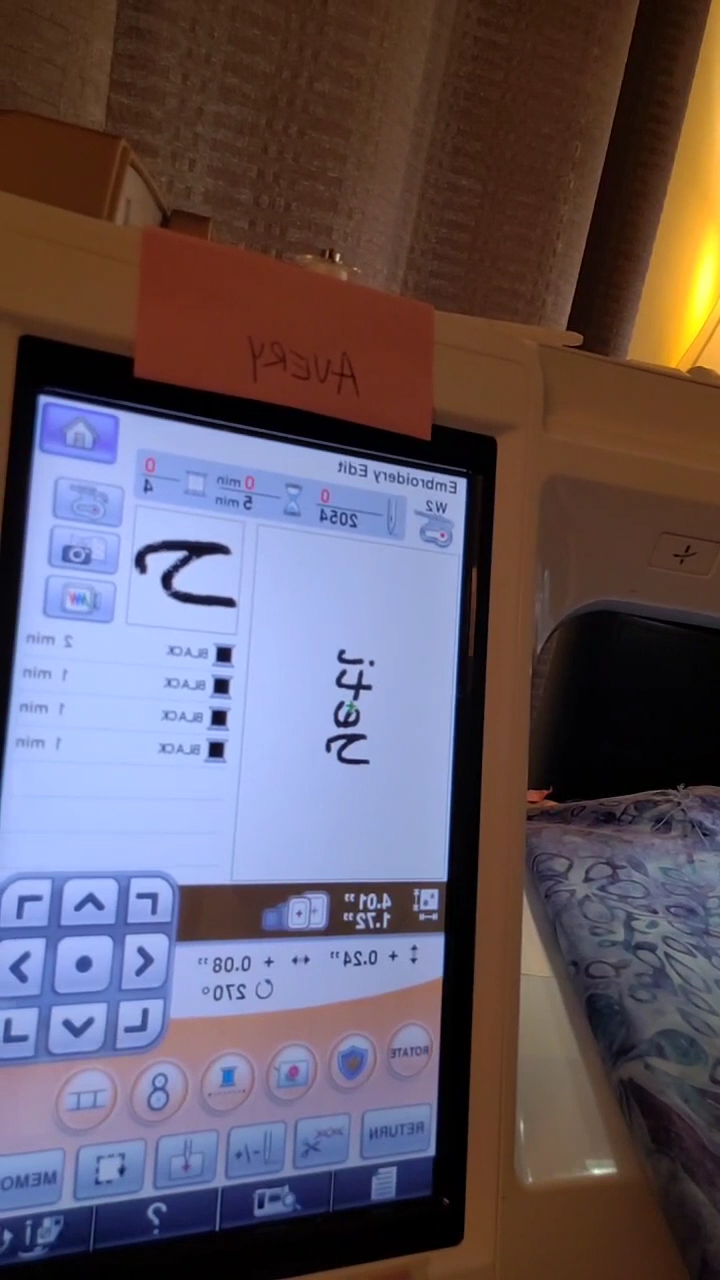 AVERY
Embroidery Edit
W2
0 0 min 0
2054 5 min 4
BLACK 2 min
BLACK 1 min
BLACK 1 min
BLACK 1 min
4.01"
1.72"
+ 0.24" + 0.08"
270°
ROTATE
RETURN
-/+
MEMO
?